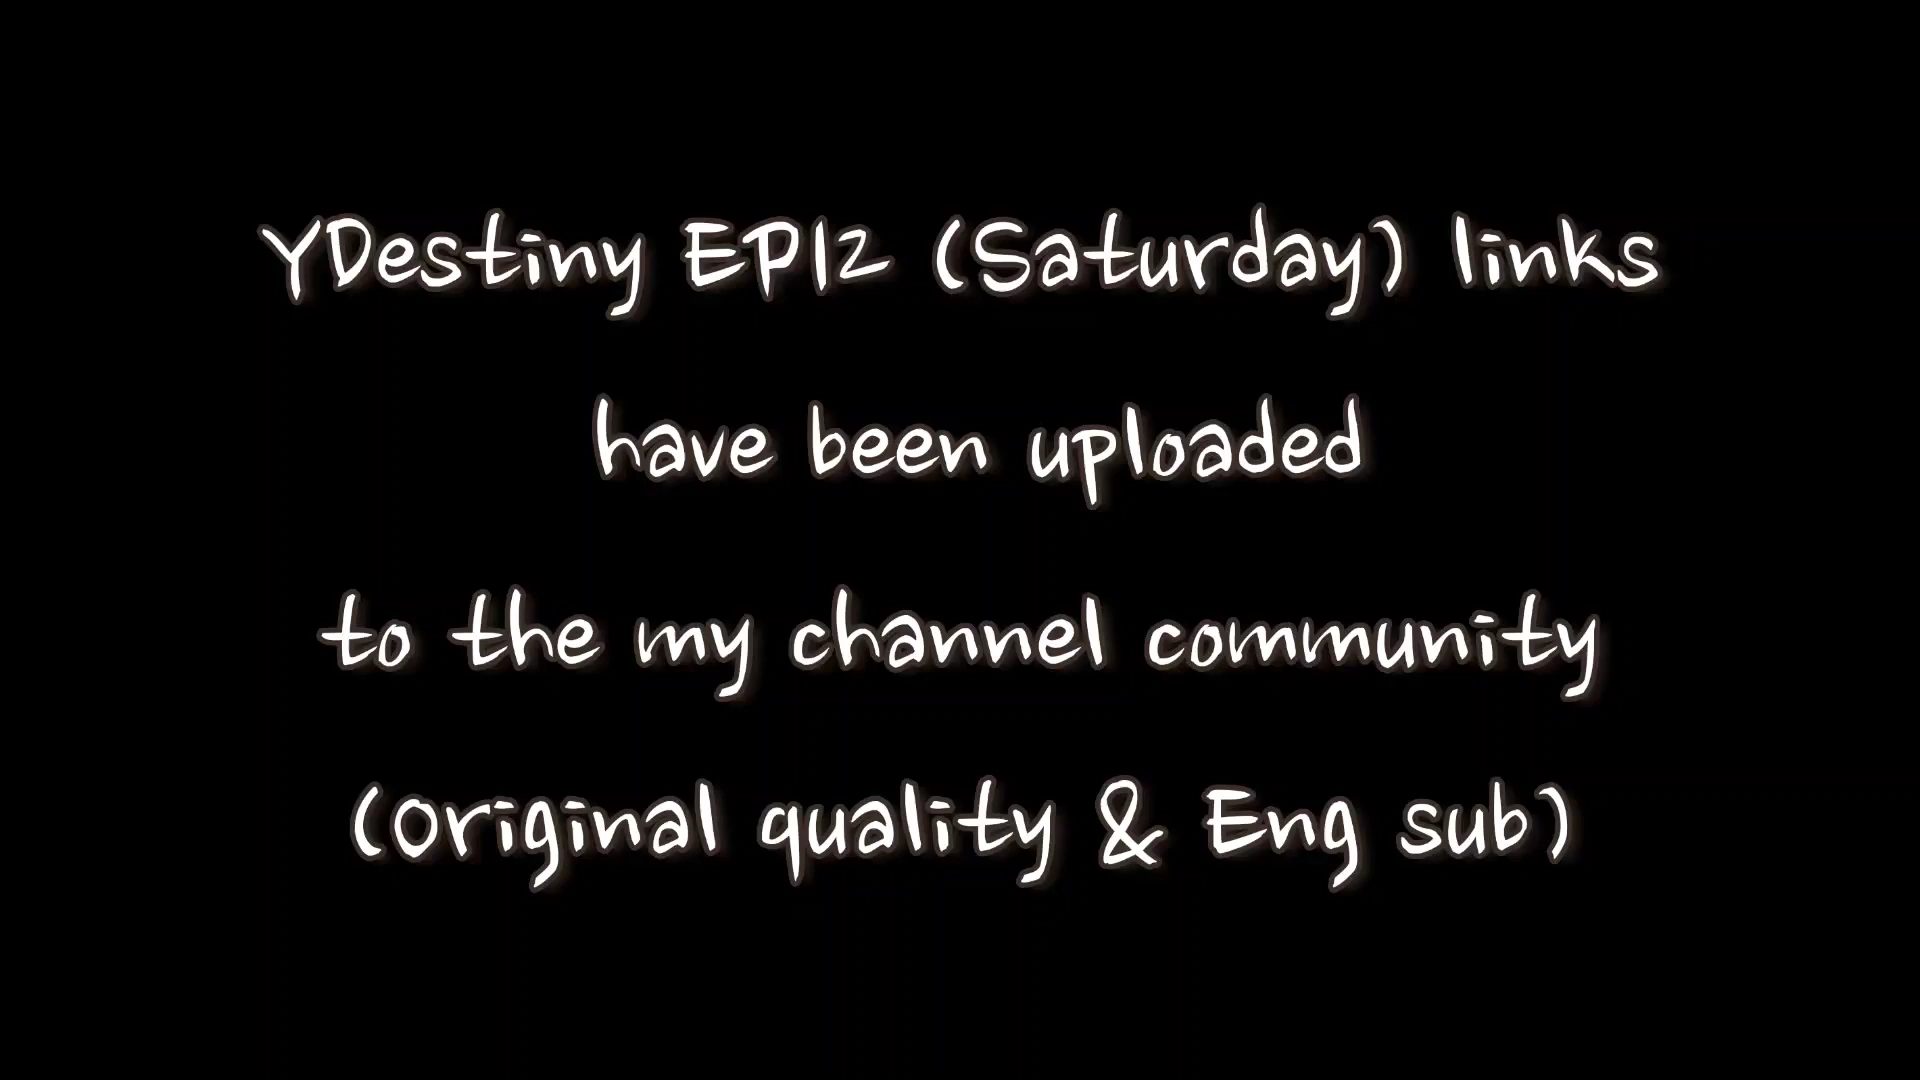 YDestiny EP12 (Saturday) links
have been uploaded
to the my channel community
(Original quality & Eng sub)